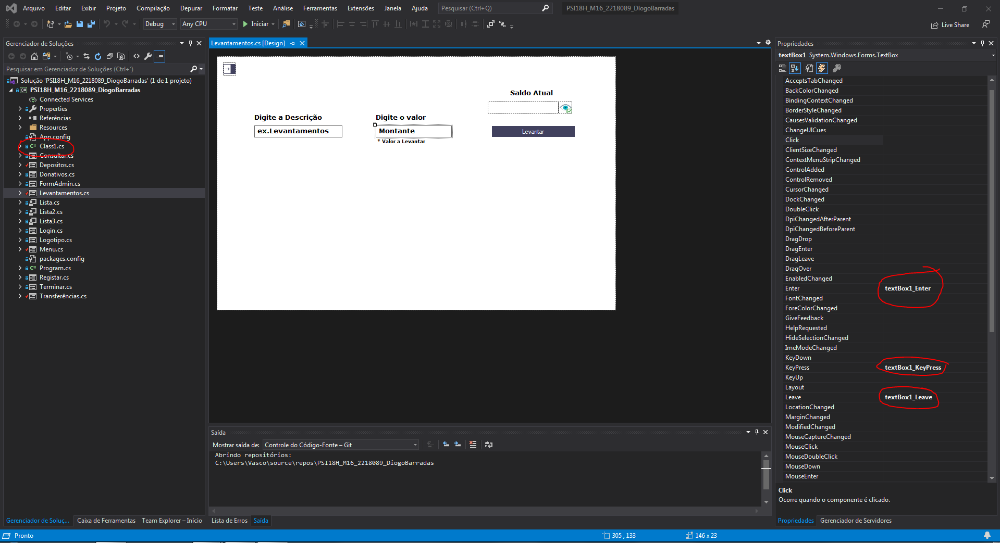 Arquivo Editar Exibir Projeto Compilação Depurar Formatar Teste Análise Ferramentas Extensões Janela Ajuda Pesquisar (Ctrl+Q) PSI18H_M16_2218089_DiogoBarradas
Debug Any CPU Iniciar Live Share
Gerenciador de Soluções
Pesquisar em Gerenciador de Soluções (Ctrl+´)
Solução 'PSI18H_M16_2218089_DiogoBarradas' (1 de 1 projeto)
PSI18H_M16_2218089_DiogoBarradas
Connected Services
Properties
Referências
Resources
App.config
Class1.cs
Consultar.cs
Depositos.cs
Donativos.cs
FormAdmin.cs
Levantamentos.cs
Lista.cs
Lista2.cs
Lista3.cs
Login.cs
Logotipo.cs
Menu.cs
packages.config
Program.cs
Registar.cs
Terminar.cs
Transferências.cs
Gerenciador de Soluç... Caixa de Ferramentas Team Explorer – Início
Levantamentos.cs [Design]
Saldo Atual
Digite a Descrição Digite o valor
ex.Levantamentos Montante Levantar
* Valor a Levantar
Saída
Mostrar saída de: Controle do Código-Fonte – Git
Abrindo repositórios:
C:\Users\Vasco\source\repos\PSI18H_M16_2218089_DiogoBarradas
Lista de Erros Saída
Propriedades
textBox1 System.Windows.Forms.TextBox
AcceptsTabChanged
BackColorChanged
BindingContextChanged
BorderStyleChanged
CausesValidationChanged
ChangeUICues
Click
ClientSizeChanged
ContextMenuStripChanged
ControlAdded
ControlRemoved
CursorChanged
DockChanged
DoubleClick
DpiChangedAfterParent
DpiChangedBeforeParent
DragDrop
DragEnter
DragLeave
DragOver
EnabledChanged
Enter textBox1_Enter
FontChanged
ForeColorChanged
GiveFeedback
HelpRequested
HideSelectionChanged
ImeModeChanged
KeyDown
KeyPress textBox1_KeyPress
KeyUp
Layout
Leave textBox1_Leave
LocationChanged
MarginChanged
ModifiedChanged
MouseCaptureChanged
MouseClick
MouseDoubleClick
MouseDown
MouseEnter
Click
Ocorre quando o componente é clicado.
Propriedades Gerenciador de Servidores
Pronto 305 , 133 146 x 23